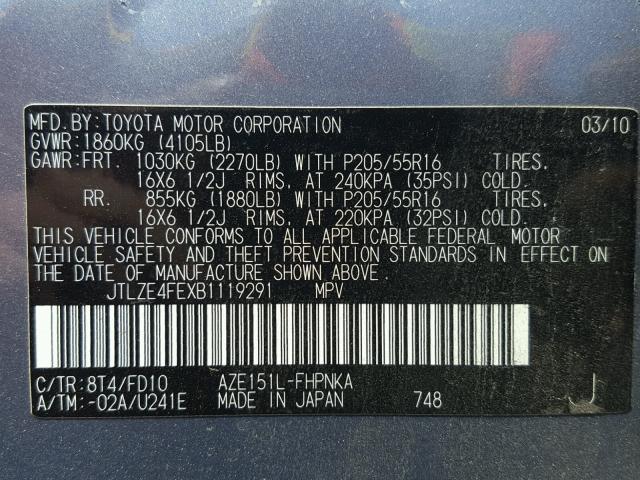 MFD.BY:TOYOTA MOTOR CORPORATION 03/10
GVWR:1860KG (4105LB)
GAWR:FRT. 1030KG (2270LB) WITH P205/55R16 TIRES,
16X6 1/2J RIMS, AT 240KPA (35PSI) COLD.
RR. 855KG (1880LB) WITH P205/55R16 TIRES,
16X6 1/2J RIMS, AT 220KPA (32PSI) COLD.
THIS VEHICLE CONFORMS TO ALL APPLICABLE FEDERAL MOTOR
VEHICLE SAFETY AND THEFT PREVENTION STANDARDS IN EFFECT ON
THE DATE OF MANUFACTURE SHOWN ABOVE.
JTLZE4FEXB1119291 MPV
C/TR:8T4/FD10 AZE151L-FHPNKA
A/TM:-02A/U241E MADE IN JAPAN 748 J